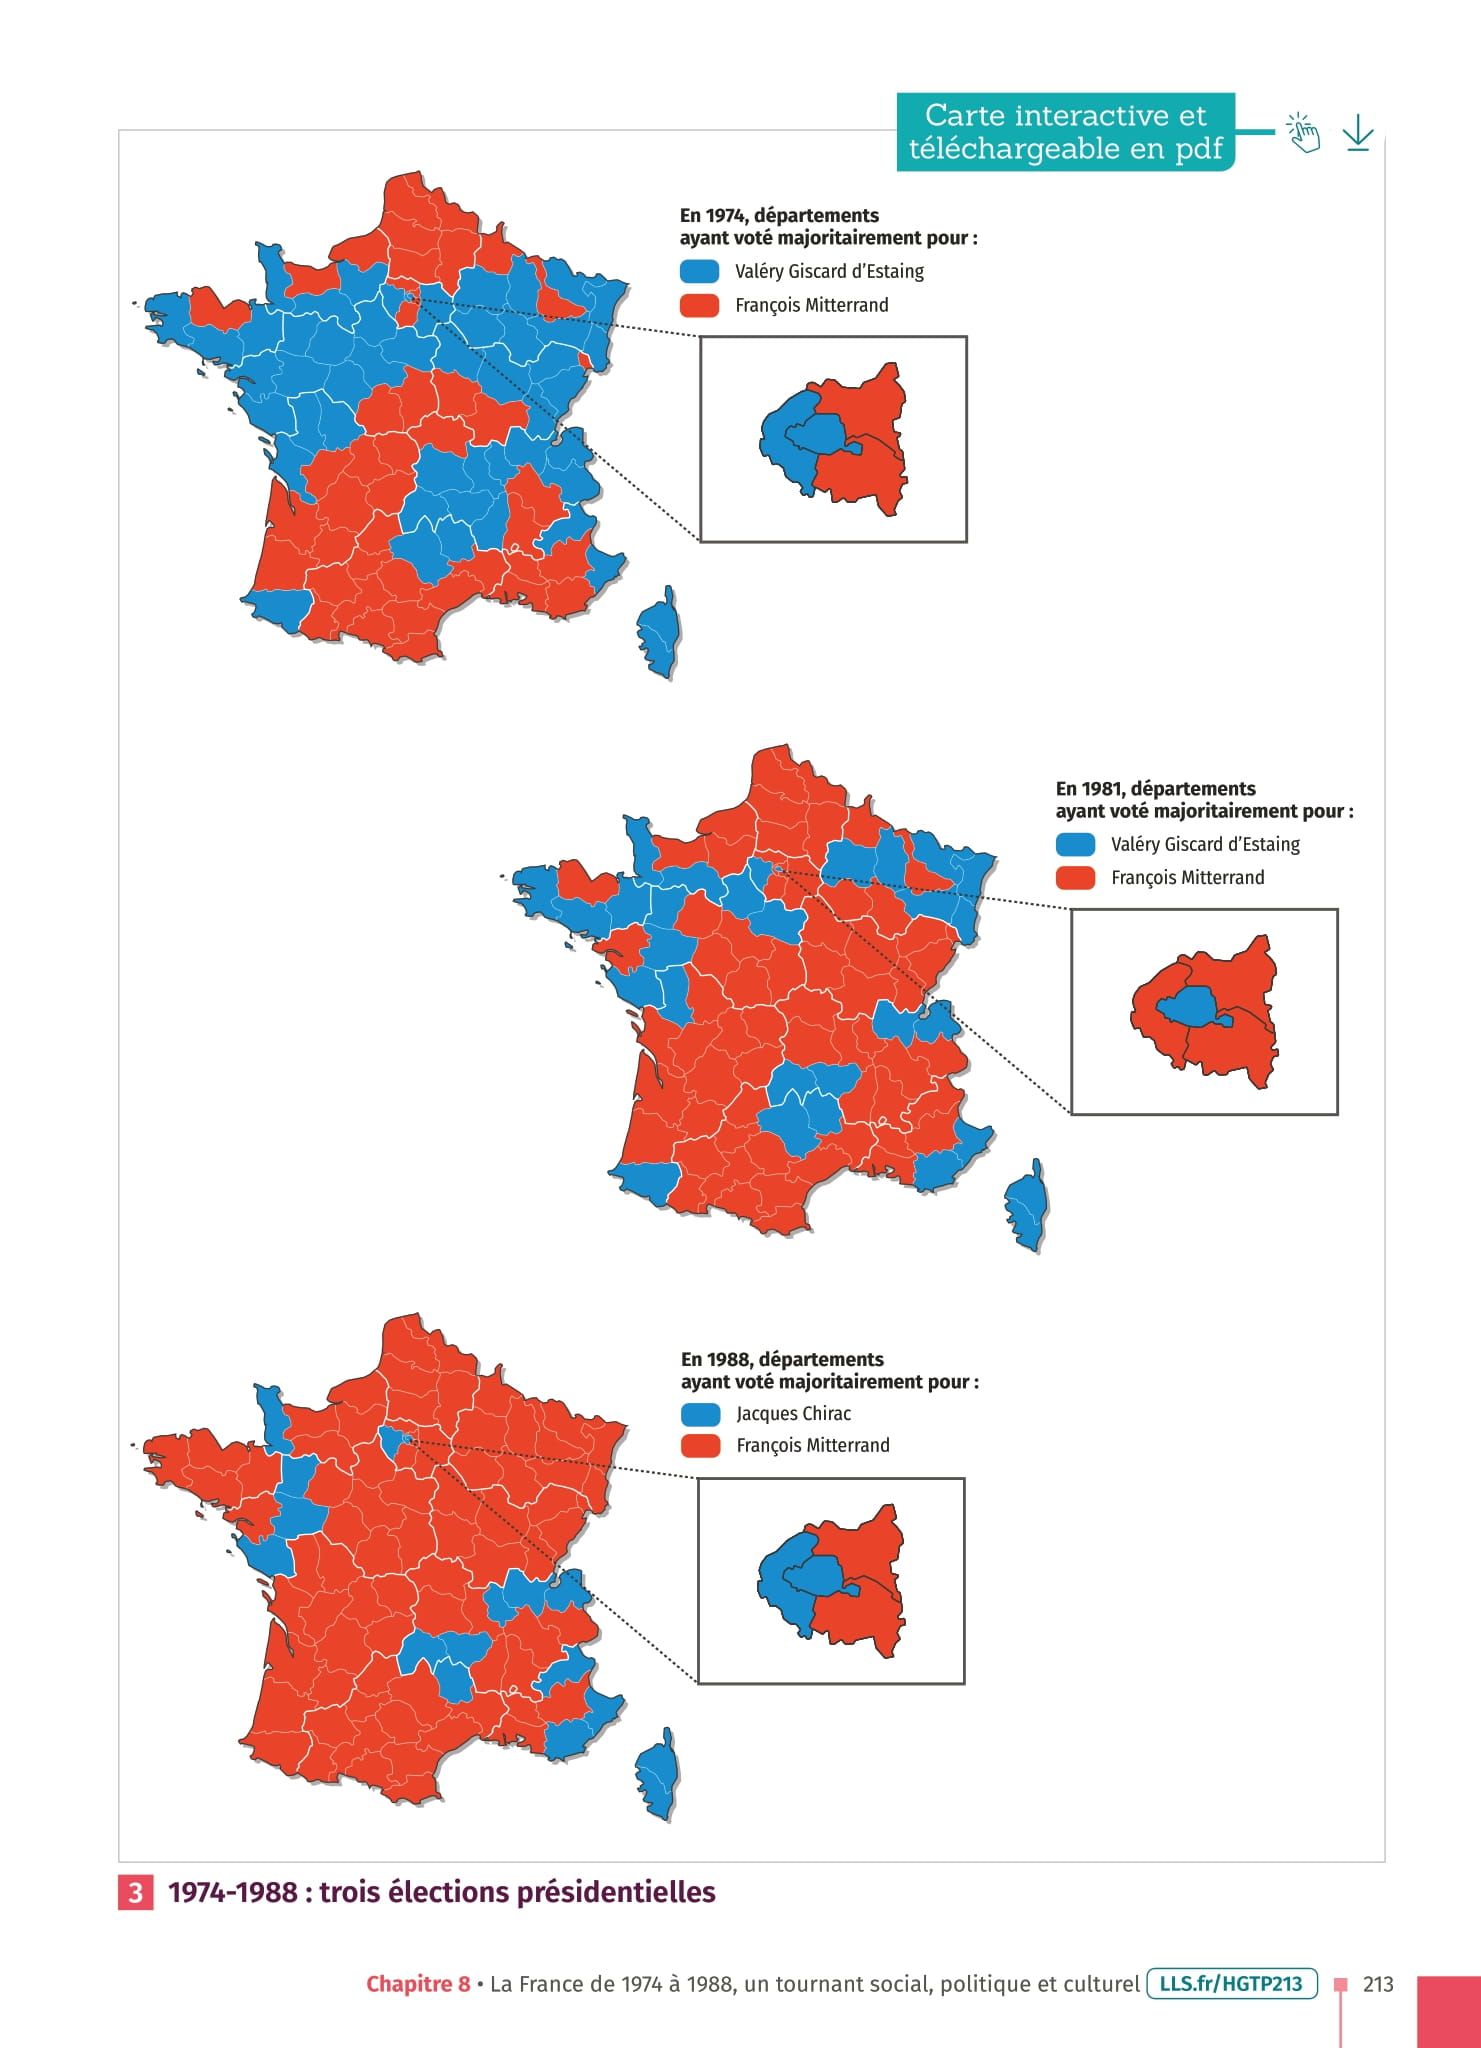 Carte interactive et
téléchargeable en pdf
En 1974, départements
ayant voté majoritairement pour :
Valéry Giscard d’Estaing
François Mitterrand
En 1981, départements
ayant voté majoritairement pour :
Valéry Giscard d’Estaing
François Mitterrand
En 1988, départements
ayant voté majoritairement pour :
Jacques Chirac
François Mitterrand
3 1974-1988 : trois élections présidentielles
Chapitre 8 • La France de 1974 à 1988, un tournant social, politique et culturel LLS.fr/HGTP213 213